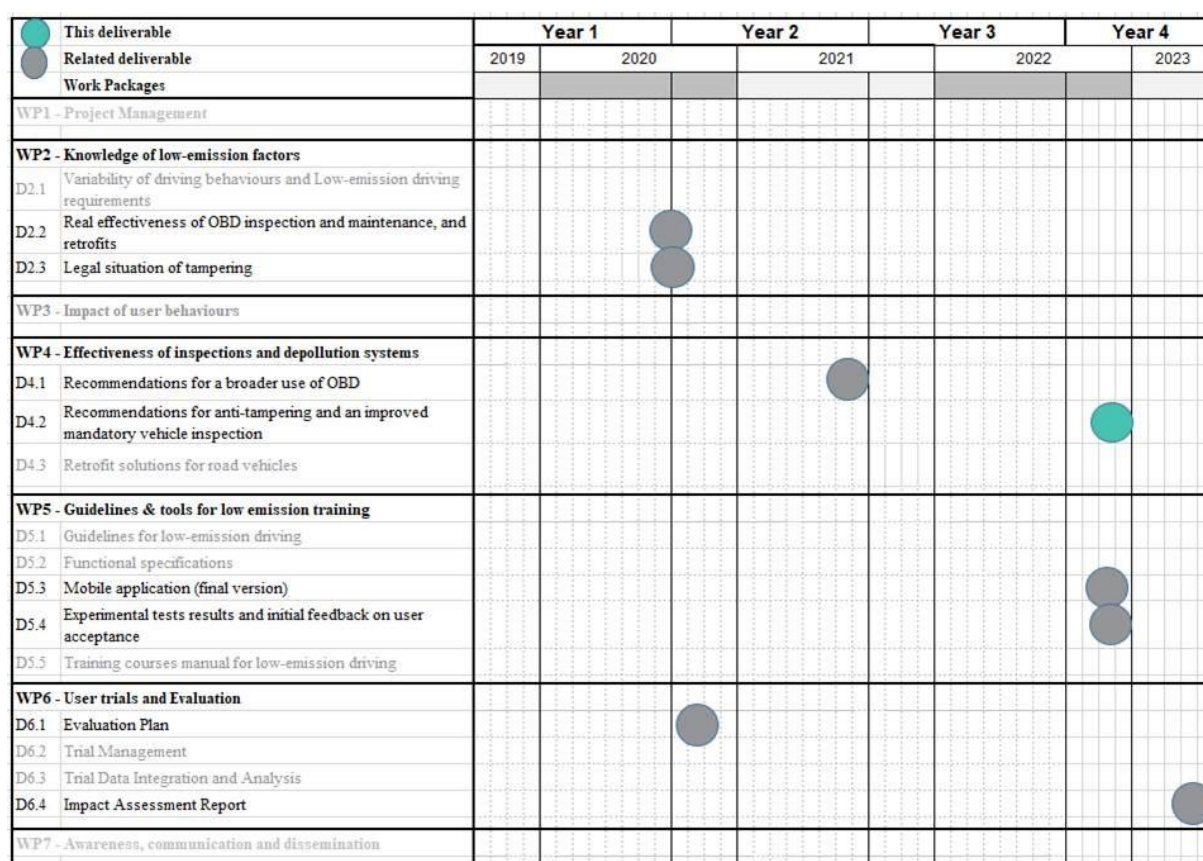 This deliverable
Year 1 Year 2 Year 3 Year 4
Related deliverable
2019 2020 2021 2022 2023
Work Packages
WP1 - Project Management
WP2 - Knowledge of low-emission factors
D2.1 Variability of driving behaviours and Low-emission driving
requirements
D2.2 Real effectiveness of OBD inspection and maintenance, and
retrofits
D2.3 Legal situation of tampering
WP3 - Impact of user behaviours
WP4 - Effectiveness of inspections and depollution systems
D4.1 Recommendations for a broader use of OBD
D4.2 Recommendations for anti-tampering and an improved
mandatory vehicle inspection
D4.3 Retrofit solutions for road vehicles
WP5 - Guidelines & tools for low emission training
D5.1 Guidelines for low-emission driving
D5.2 Functional specifications
D5.3 Mobile application (final version)
D5.4 Experimental tests results and initial feedback on user
acceptance
D5.5 Training courses manual for low-emission driving
WP6 - User trials and Evaluation
D6.1 Evaluation Plan
D6.2 Trial Management
D6.3 Trial Data Integration and Analysis
D6.4 Impact Assessment Report
WP7 - Awareness, communication and dissemination